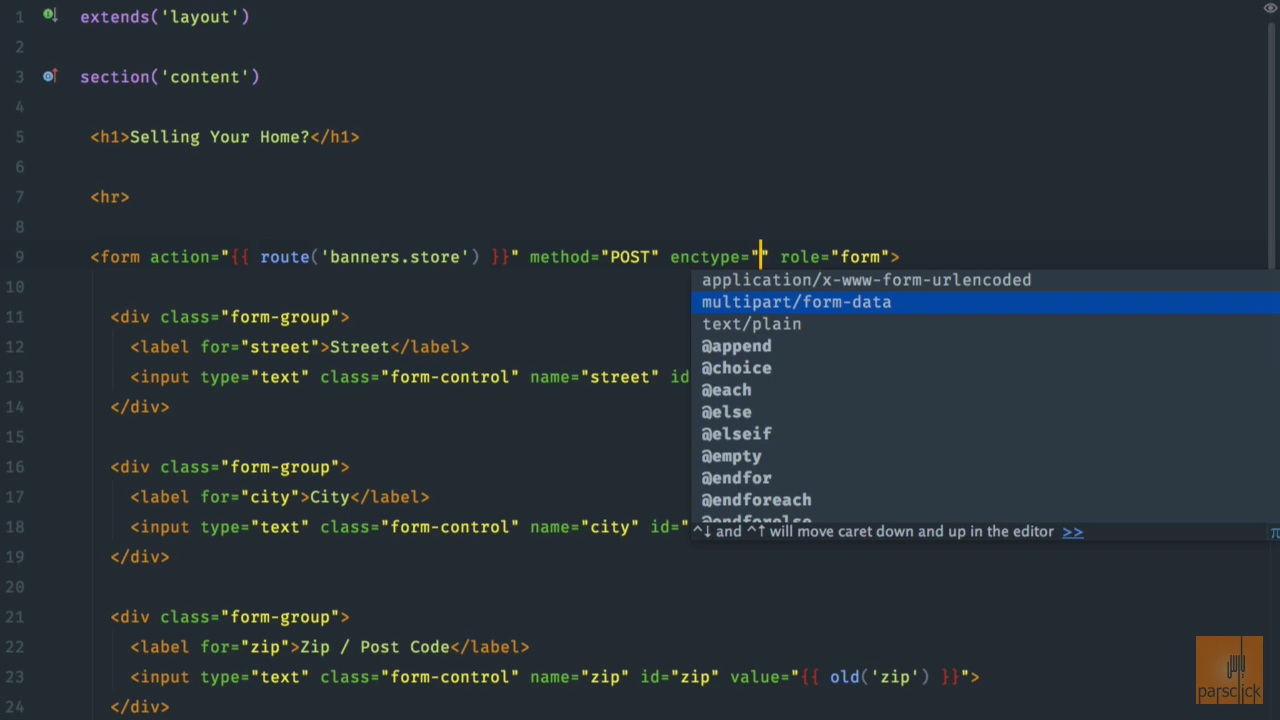 1 extends('layout')
2
3 section('content')
4
5 <h1>Selling Your Home?</h1>
6
7 <hr>
8
9 <form action="{{ route('banners.store') }}" method="POST" enctype="" role="form">
10
application/x-www-form-urlencoded
multipart/form-data
text/plain
@append
@choice
@each
@else
@elseif
@empty
@endfor
@endforeach
@endforelse
^↓ and ^↑ will move caret down and up in the editor >>
π
11 <div class="form-group">
12 <label for="street">Street</label>
13 <input type="text" class="form-control" name="street" id
14 </div>
15
16 <div class="form-group">
17 <label for="city">City</label>
18 <input type="text" class="form-control" name="city" id="
19 </div>
20
21 <div class="form-group">
22 <label for="zip">Zip / Post Code</label>
23 <input type="text" class="form-control" name="zip" id="zip" value="{{ old('zip') }}">
24 </div>
parsclick